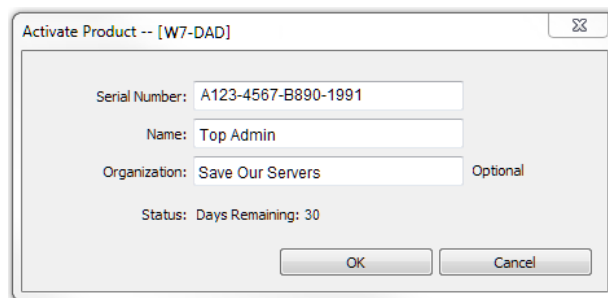 Activate Product -- [W7-DAD]
Serial Number: A123-4567-B890-1991
Name: Top Admin
Organization: Save Our Servers Optional
Status: Days Remaining: 30
OK Cancel